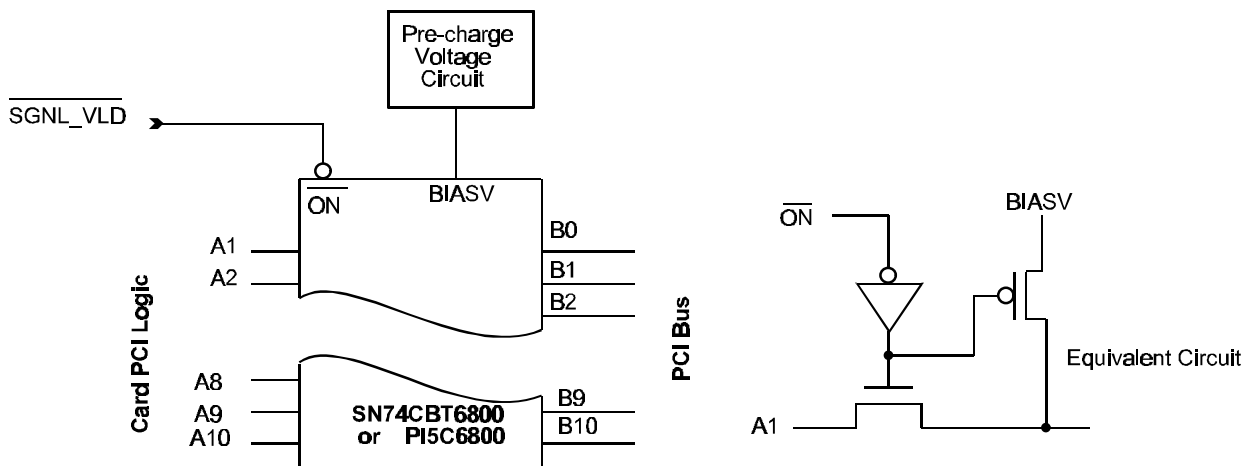 Pre-charge
Voltage
Circuit
SGNL_VLD
ON
BIASV
A1
A2
B0
B1
B2
Card PCI Logic
A8
A9
A10
SN74CBT6800
or PI5C6800
B9
B10
PCI Bus
ON
BIASV
Equivalent Circuit
A1